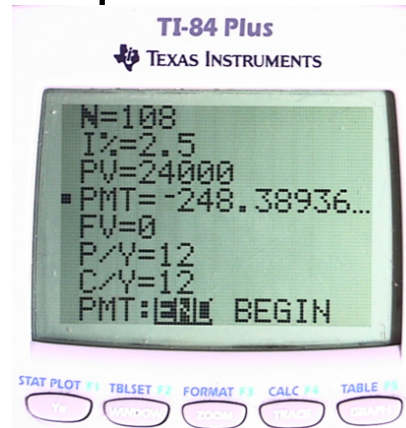 TI-84 Plus
TEXAS INSTRUMENTS
N=108
I%=2.5
PV=24000
PMT=-248.38936…
FV=0
P/Y=12
C/Y=12
PMT:END BEGIN
STAT PLOT F1 TBLSET F2 FORMAT F3 CALC F4 TABLE F5
Y= WINDOW ZOOM TRACE GRAPH